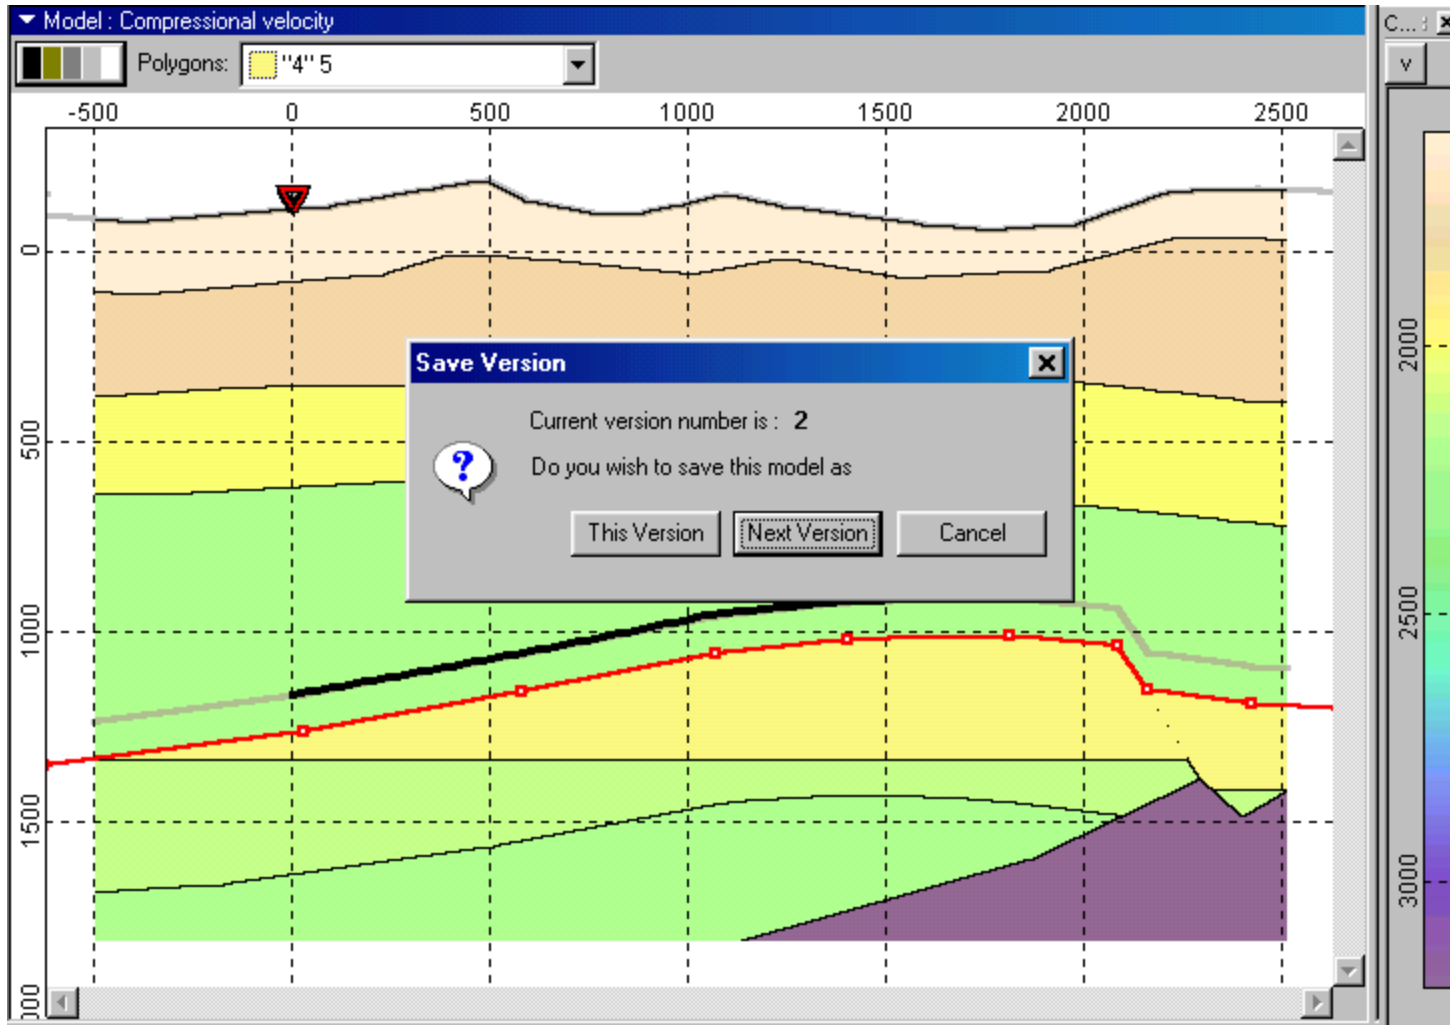 Model : Compressional velocity
C... :
Polygons: "4" 5
v
-500 0 500 1000 1500 2000 2500
0
500
1000
1500
Save Version
Current version number is : 2
Do you wish to save this model as
This Version Next Version Cancel
2000
2500
3000